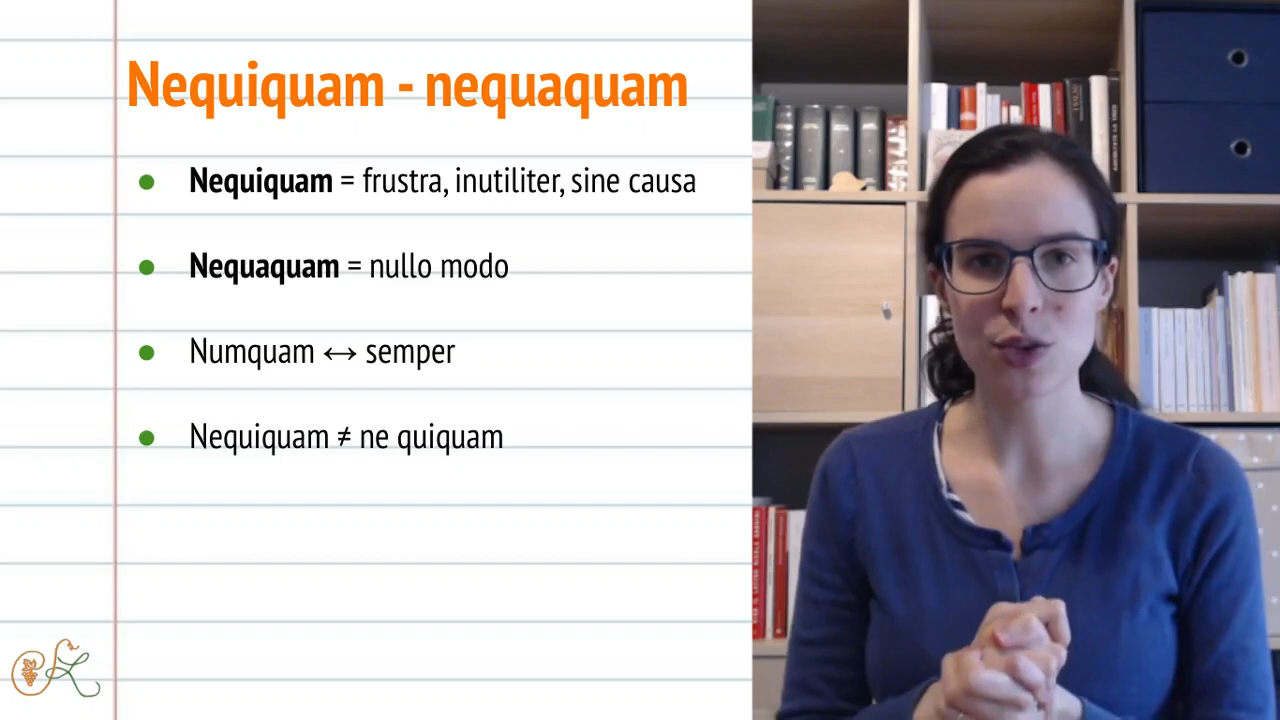 Nequiquam - nequaquam
● Nequiquam = frustra, inutiliter, sine causa
● Nequaquam = nullo modo
● Numquam ↔ semper
● Nequiquam ≠ ne quiquam